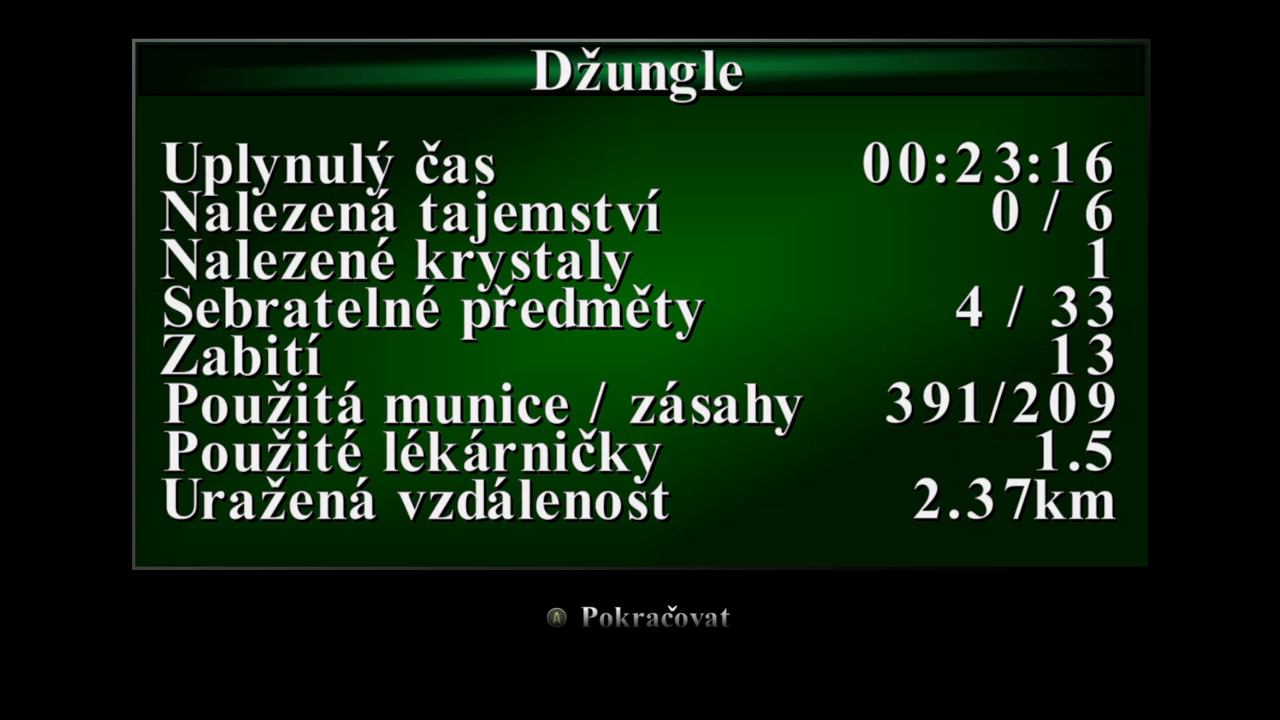 Džungle
Uplynulý čas 00:23:16
Nalezená tajemství 0 / 6
Nalezené krystaly 1
Sebratelné předměty 4 / 33
Zabití 13
Použitá munice / zásahy 391/209
Použité lékárničky 1.5
Uražená vzdálenost 2.37km
A Pokračovat